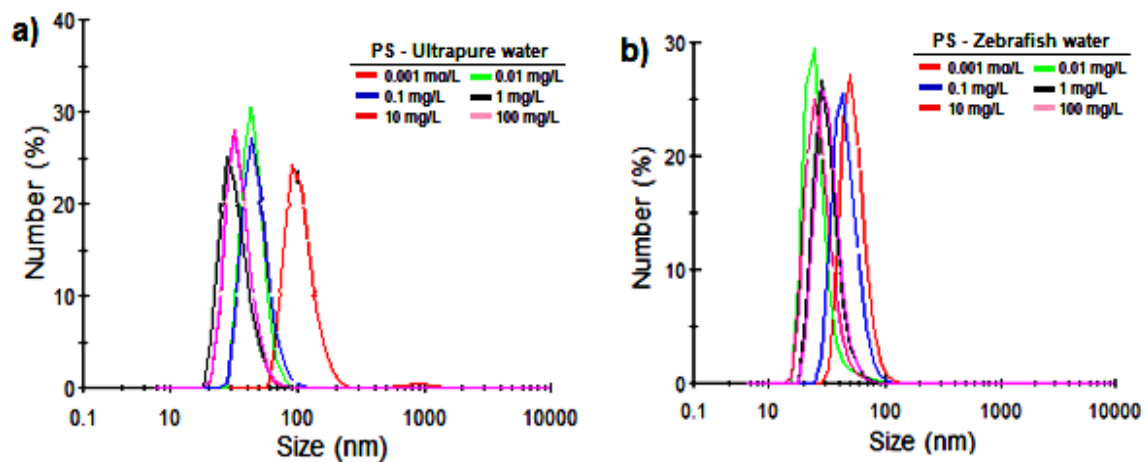 a)
PS - Ultrapure water
0.001 mα/L 0.01 mg/L
0.1 mg/L 1 mg/L
10 mg/L 100 mg/L
Number (%)
40
30
20
10
0
0.1 10 100 1000 10000
Size (nm)
b)
PS - Zebrafish water
0.001 mα/L 0.01 mg/L
0.1 mg/L 1 mg/L
10 mg/L 100 mg/L
Number (%)
30
20
10
0
0.1 10 100 1000 10000
Size (nm)